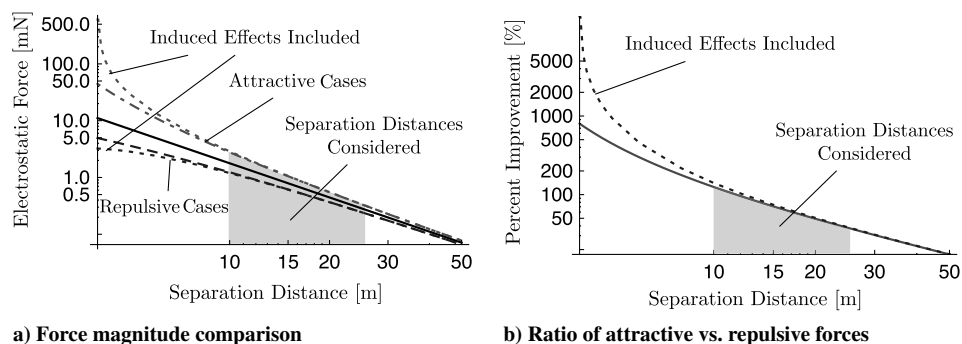 Electrostatic Force [mN]
500.0
100.0
50.0
10.0
5.0
1.0
0.5
Induced Effects Included
Attractive Cases
Separation Distances
Considered
Repulsive Cases
10
15
20
30
50
Separation Distance [m]
a) Force magnitude comparison
Percent Improvement [%]
5000
2000
1000
500
200
100
50
Induced Effects Included
Separation Distances
Considered
10
15
20
30
50
Separation Distance [m]
b) Ratio of attractive vs. repulsive forces